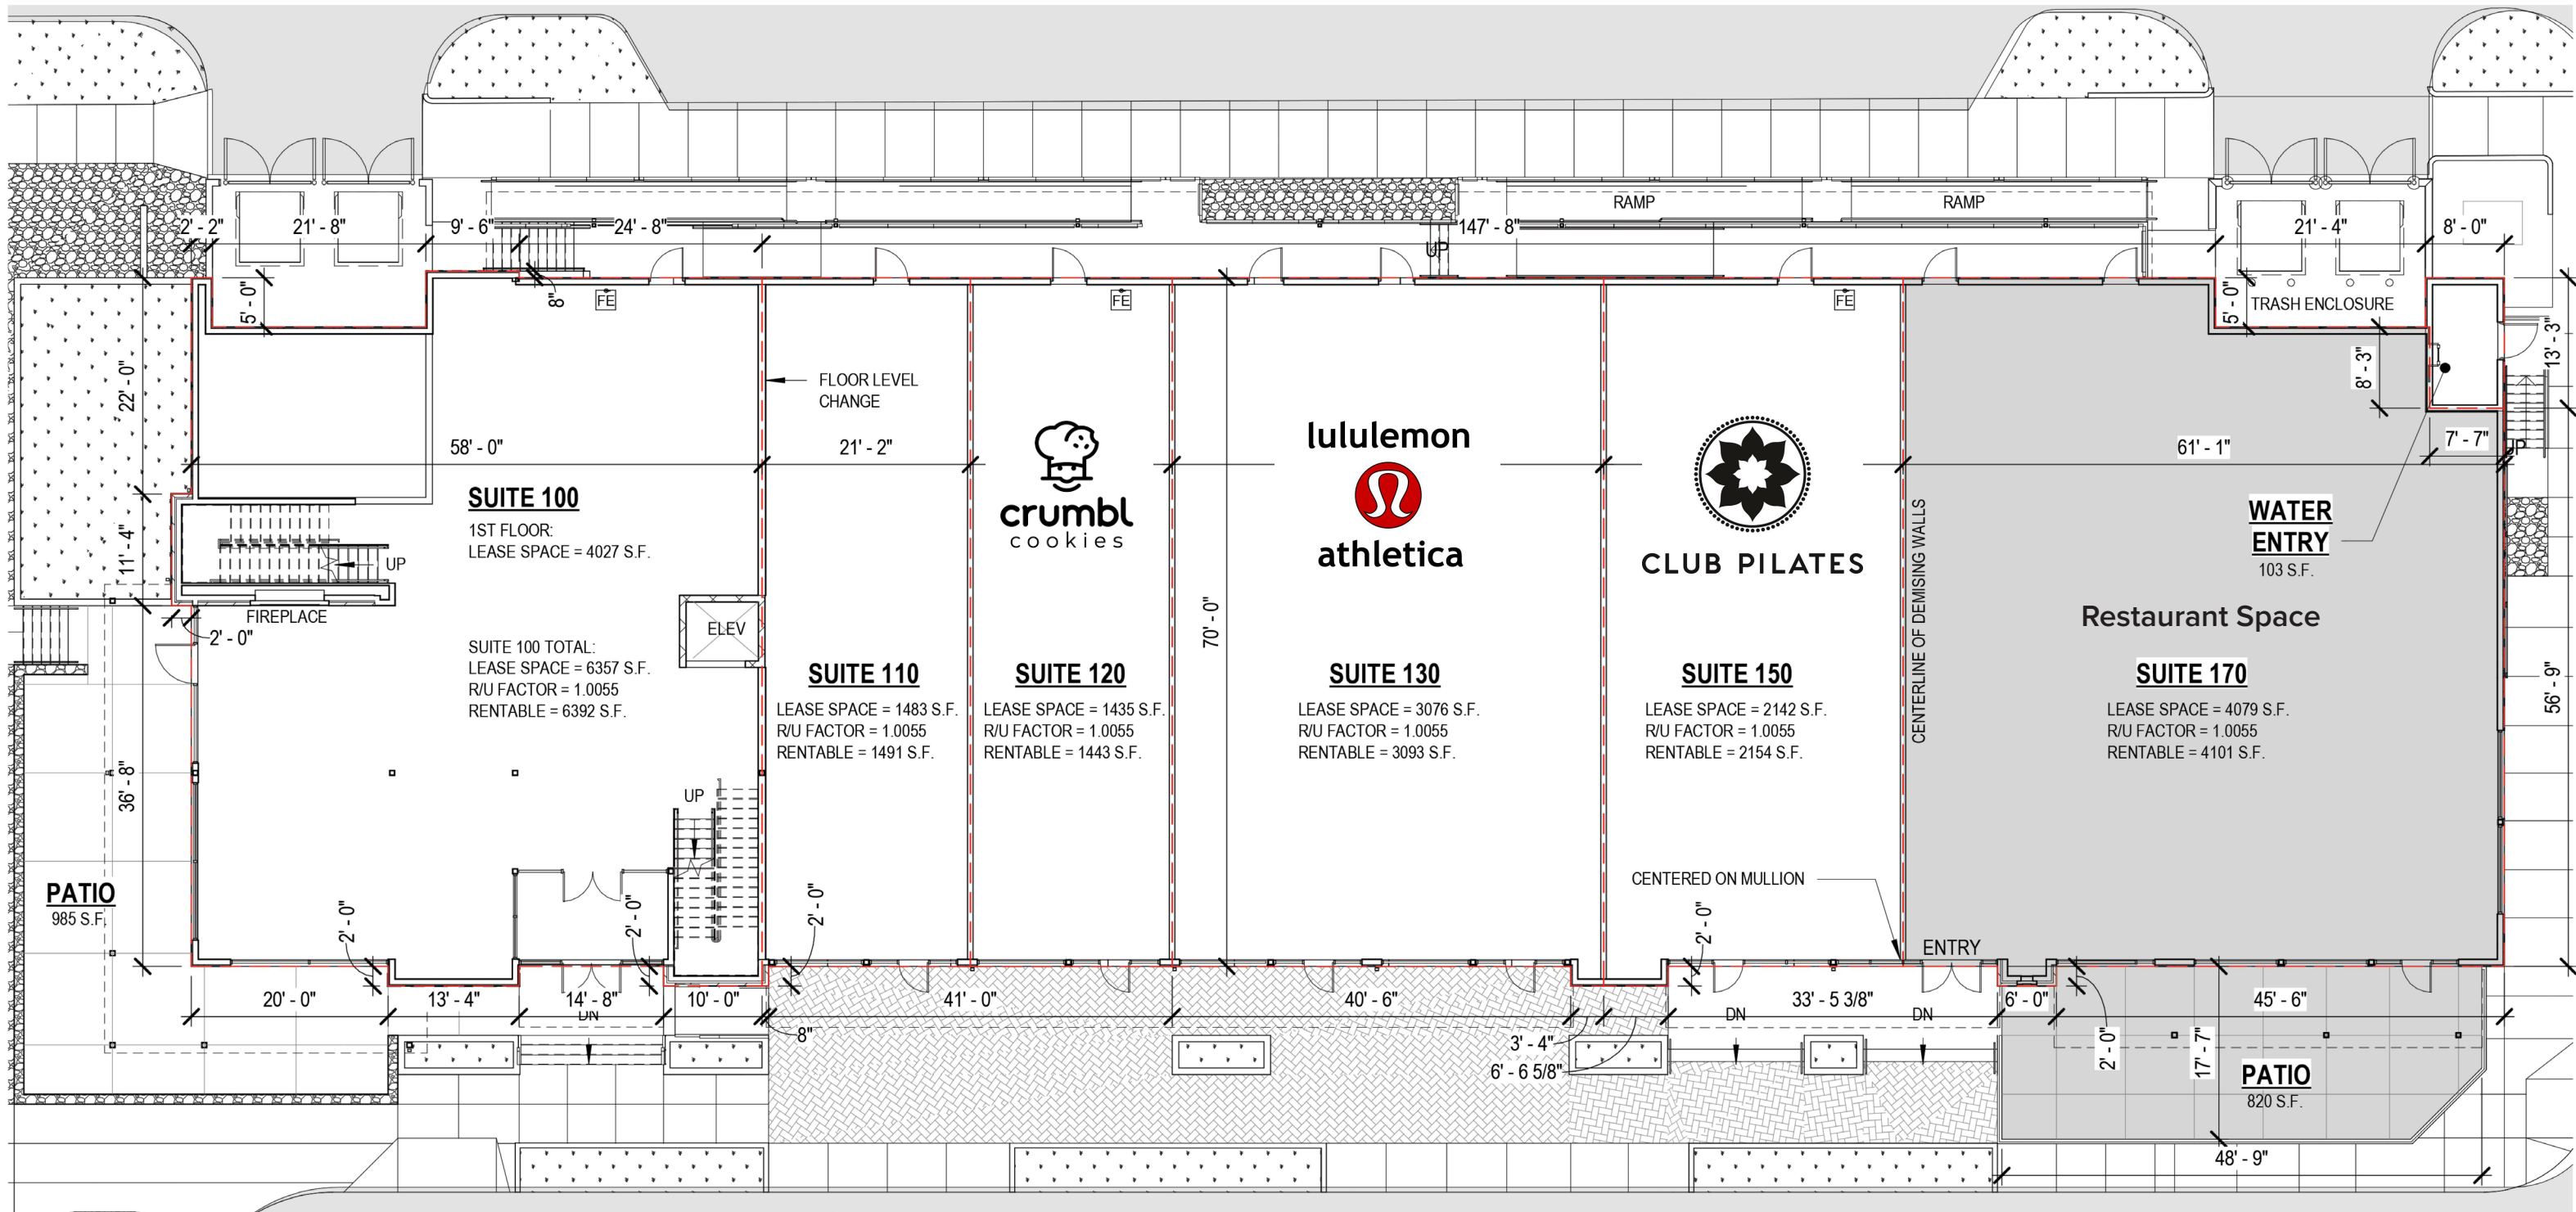 RAMP
RAMP
2' - 2"
21' - 8"
9' - 6"
24' - 8"
147' - 8"
UP
21' - 4"
8' - 0"
5' - 0"
8"
FE
FE
FE
5' - 0"
TRASH ENCLOSURE
13' - 3"
8' - 3"
22' - 0"
FLOOR LEVEL
CHANGE
58' - 0"
21' - 2"
61' - 1"
7' - 7"
UP
crumbl
cookies
lululemon
athletica
CLUB PILATES
SUITE 100
1ST FLOOR:
LEASE SPACE = 4027 S.F.
11' - 4"
UP
FIREPLACE
2' - 0"
ELEV
SUITE 100 TOTAL:
LEASE SPACE = 6357 S.F.
R/U FACTOR = 1.0055
RENTABLE = 6392 S.F.
70' - 0"
CENTERLINE OF DEMISING WALLS
WATER
ENTRY
103 S.F.
Restaurant Space
SUITE 110
LEASE SPACE = 1483 S.F.
R/U FACTOR = 1.0055
RENTABLE = 1491 S.F.
SUITE 120
LEASE SPACE = 1435 S.F.
R/U FACTOR = 1.0055
RENTABLE = 1443 S.F.
SUITE 130
LEASE SPACE = 3076 S.F.
R/U FACTOR = 1.0055
RENTABLE = 3093 S.F.
SUITE 150
LEASE SPACE = 2142 S.F.
R/U FACTOR = 1.0055
RENTABLE = 2154 S.F.
SUITE 170
LEASE SPACE = 4079 S.F.
R/U FACTOR = 1.0055
RENTABLE = 4101 S.F.
56' - 9"
36' - 8"
UP
PATIO
985 S.F.
2' - 0"
2' - 0"
2' - 0"
CENTERED ON MULLION
2' - 0"
ENTRY
20' - 0"
13' - 4"
14' - 8"
DN
10' - 0"
8"
41' - 0"
40' - 6"
3' - 4"
6' - 6 5/8"
33' - 5 3/8"
DN
DN
6' - 0"
45' - 6"
2' - 0"
17' - 7"
PATIO
820 S.F.
48' - 9"